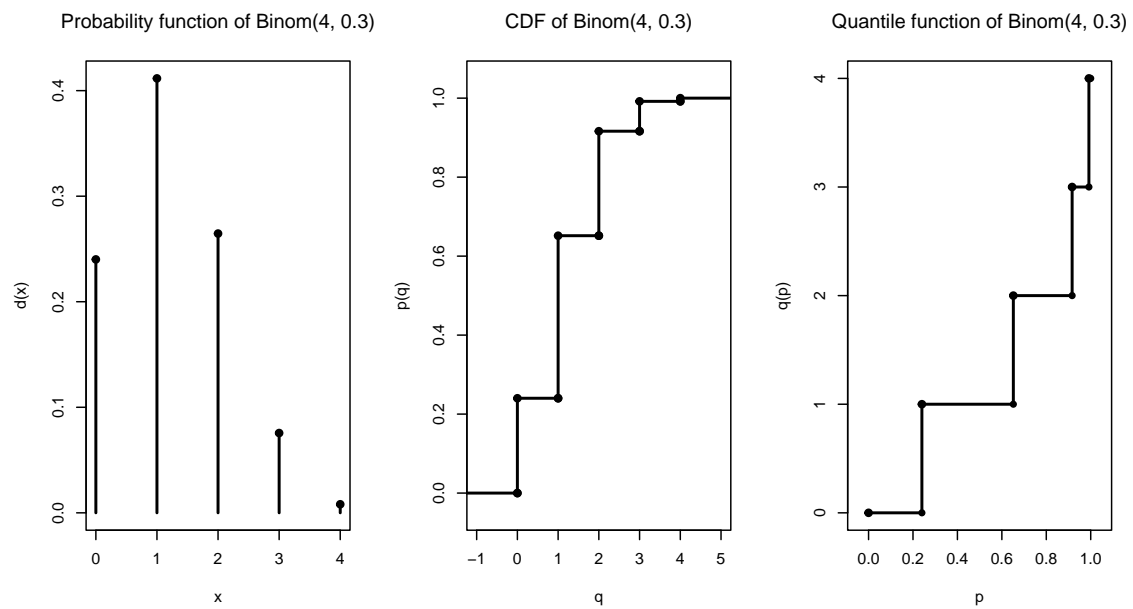 Probability function of Binom(4, 0.3)
d(x)
0.0
0.1
0.2
0.3
0.4
0 1 2 3 4
x
CDF of Binom(4, 0.3)
p(q)
0.0
0.2
0.4
0.6
0.8
1.0
−1 0 1 2 3 4 5
q
Quantile function of Binom(4, 0.3)
q(p)
0
1
2
3
4
0.0 0.2 0.4 0.6 0.8 1.0
p